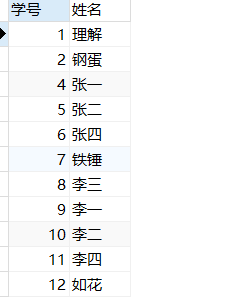 学号 姓名
1 理解
2 钢蛋
4 张一
5 张二
6 张四
7 铁锤
8 李三
9 李一
10 李二
11 李四
12 如花